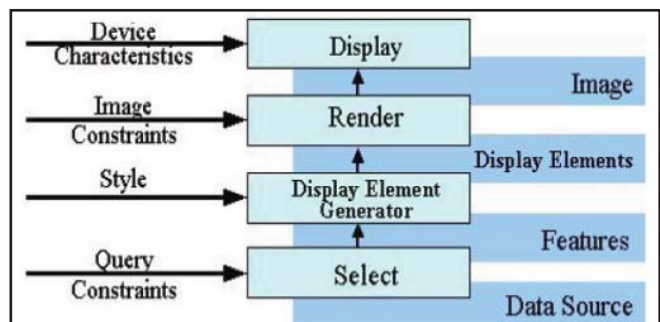 Device
Characteristics
Display
Image
Image
Constraints
Render
Display Elements
Style
Display Element
Generator
Features
Query
Constraints
Select
Data Source